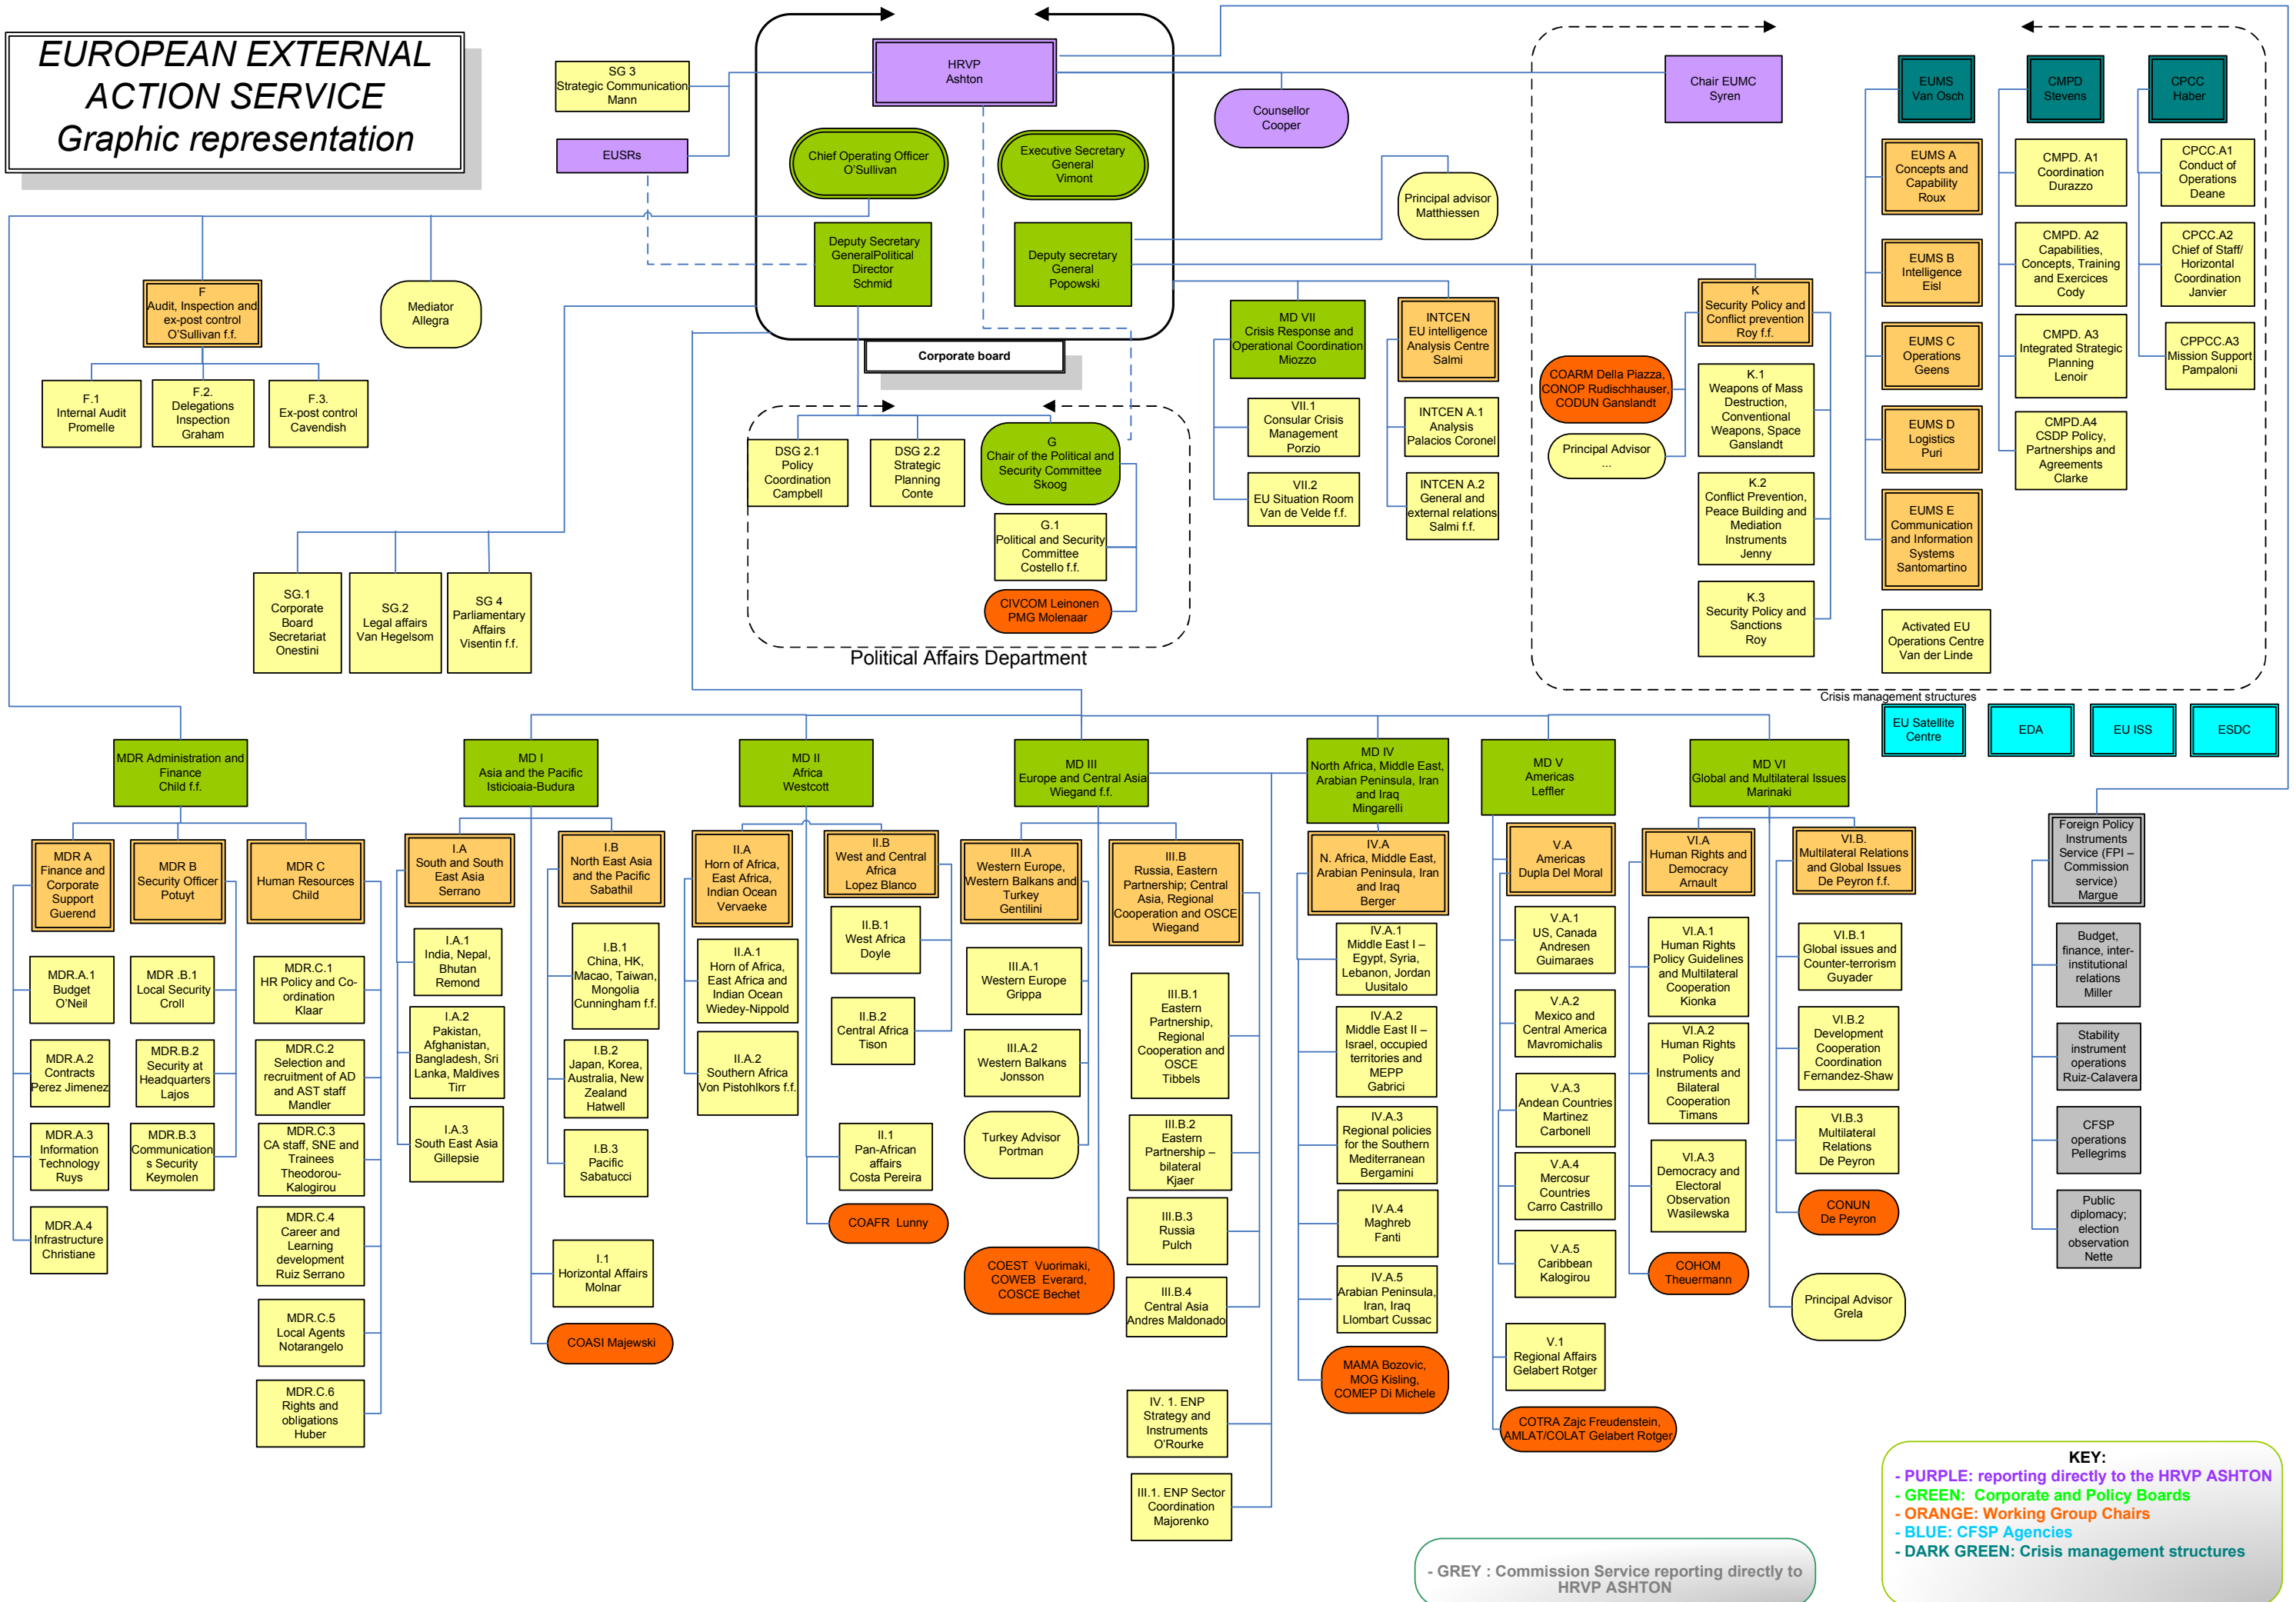 EUROPEAN EXTERNAL
ACTION SERVICE
Graphic representation
SG 3
Strategic Communication
Mann
EUSRs
HRVP
Ashton
Chief Operating Officer
O'Sullivan
Executive Secretary
General
Vimont
Deputy Secretary
GeneralPolitical
Director
Schmid
Deputy secretary
General
Popowski
Corporate board
Counsellor
Cooper
Principal advisor
Matthiessen
Chair EUMC
Syren
EUMS
Van Osch
CMPD
Stevens
CPCC
Haber
EUMS A
Concepts and
Capability
Roux
EUMS B
Intelligence
Eisl
EUMS C
Operations
Geens
EUMS D
Logistics
Puri
EUMS E
Communication
and Information
Systems
Santomartino
Activated EU
Operations Centre
Van der Linde
CMPD. A1
Coordination
Durazzo
CMPD. A2
Capabilities,
Concepts, Training
and Exercices
Cody
CMPD. A3
Integrated Strategic
Planning
Lenoir
CMPD.A4
CSDP Policy,
Partnerships and
Agreements
Clarke
CPCC.A1
Conduct of
Operations
Deane
CPCC.A2
Chief of Staff/
Horizontal
Coordination
Janvier
CPPCC.A3
Mission Support
Pampaloni
K
Security Policy and
Conflict prevention
Roy f.f.
COARM Della Piazza,
CONOP Rudischhauser,
CODUN Ganslandt
Principal Advisor
...
K.1
Weapons of Mass
Destruction,
Conventional
Weapons, Space
Ganslandt
K.2
Conflict Prevention,
Peace Building and
Mediation
Instruments
Jenny
K.3
Security Policy and
Sanctions
Roy
Crisis management structures
F
Audit, Inspection and
ex-post control
O'Sullivan f.f.
Mediator
Allegra
F.1
Internal Audit
Promelle
F.2.
Delegations
Inspection
Graham
F.3.
Ex-post control
Cavendish
SG.1
Corporate
Board
Secretariat
Onestini
SG.2
Legal affairs
Van Hegelsom
SG 4
Parliamentary
Affairs
Visentin f.f.
DSG 2.1
Policy
Coordination
Campbell
DSG 2.2
Strategic
Planning
Conte
G
Chair of the Political and
Security Committee
Skoog
G.1
Political and Security
Committee
Costello f.f.
CIVCOM Leinonen
PMG Molenaar
Political Affairs Department
MD VII
Crisis Response and
Operational Coordination
Miozzo
VII.1
Consular Crisis
Management
Porzio
VII.2
EU Situation Room
Van de Velde f.f.
INTCEN
EU intelligence
Analysis Centre
Salmi
INTCEN A.1
Analysis
Palacios Coronel
INTCEN A.2
General and
external relations
Salmi f.f.
EU Satellite
Centre
EDA
EU ISS
ESDC
MDR Administration and
Finance
Child f.f.
MDR A
Finance and
Corporate
Support
Guerend
MDR.A.1
Budget
O'Neil
MDR.A.2
Contracts
Perez Jimenez
MDR.A.3
Information
Technology
Ruys
MDR.A.4
Infrastructure
Christiane
MDR B
Security Officer
Potuyt
MDR .B.1
Local Security
Croll
MDR.B.2
Security at
Headquarters
Lajos
MDR.B.3
Communication
s Security
Keymolen
MDR C
Human Resources
Child
MDR.C.1
HR Policy and Co-
ordination
Klaar
MDR.C.2
Selection and
recruitment of AD
and AST staff
Mandler
MDR.C.3
CA staff, SNE and
Trainees
Theodorou-
Kalogirou
MDR.C.4
Career and
Learning
development
Ruiz Serrano
MDR.C.5
Local Agents
Notarangelo
MDR.C.6
Rights and
obligations
Huber
MD I
Asia and the Pacific
Isticioaia-Budura
I.A
South and South
East Asia
Serrano
I.A.1
India, Nepal,
Bhutan
Remond
I.A.2
Pakistan,
Afghanistan,
Bangladesh, Sri
Lanka, Maldives
Tirr
I.A.3
South East Asia
Gillepsie
I.B
North East Asia
and the Pacific
Sabathil
I.B.1
China, HK,
Macao, Taiwan,
Mongolia
Cunningham f.f.
I.B.2
Japan, Korea,
Australia, New
Zealand
Hatwell
I.B.3
Pacific
Sabatucci
I.1
Horizontal Affairs
Molnar
COASI Majewski
MD II
Africa
Westcott
II.A
Horn of Africa,
East Africa,
Indian Ocean
Vervaeke
II.A.1
Horn of Africa,
East Africa and
Indian Ocean
Wiedey-Nippold
II.A.2
Southern Africa
Von Pistohlkors f.f.
II.B
West and Central
Africa
Lopez Blanco
II.B.1
West Africa
Doyle
II.B.2
Central Africa
Tison
II.1
Pan-African
affairs
Costa Pereira
COAFR  Lunny
MD III
Europe and Central Asia
Wiegand f.f.
III.A
Western Europe,
Western Balkans and
Turkey
Gentilini
III.A.1
Western Europe
Grippa
III.A.2
Western Balkans
Jonsson
Turkey Advisor
Portman
COEST  Vuorimaki,
COWEB  Everard,
COSCE Bechet
III.B
Russia, Eastern
Partnership; Central
Asia, Regional
Cooperation and OSCE
Wiegand
III.B.1
Eastern
Partnership,
Regional
Cooperation and
OSCE
Tibbels
III.B.2
Eastern
Partnership –
bilateral
Kjaer
III.B.3
Russia
Pulch
III.B.4
Central Asia
Andres Maldonado
IV. 1. ENP
Strategy and
Instruments
O'Rourke
III.1. ENP Sector
Coordination
Majorenko
MD IV
North Africa, Middle East,
Arabian Peninsula, Iran
and Iraq
Mingarelli
IV.A
N. Africa, Middle East,
Arabian Peninsula, Iran
and Iraq
Berger
IV.A.1
Middle East I –
Egypt, Syria,
Lebanon, Jordan
Uusitalo
IV.A.2
Middle East II –
Israel, occupied
territories and
MEPP
Gabrici
IV.A.3
Regional policies
for the Southern
Mediterranean
Bergamini
IV.A.4
Maghreb
Fanti
IV.A.5
Arabian Peninsula,
Iran, Iraq
Llombart Cussac
MAMA Bozovic,
MOG Kisling,
COMEP Di Michele
MD V
Americas
Leffler
V.A
Americas
Dupla Del Moral
V.A.1
US, Canada
Andresen
Guimaraes
V.A.2
Mexico and
Central America
Mavromichalis
V.A.3
Andean Countries
Martinez
Carbonell
V.A.4
Mercosur
Countries
Carro Castrillo
V.A.5
Caribbean
Kalogirou
V.1
Regional Affairs
Gelabert Rotger
COTRA Zajc Freudenstein,
AMLAT/COLAT Gelabert Rotger
MD VI
Global and Multilateral Issues
Marinaki
VI.A
Human Rights and
Democracy
Arnault
VI.A.1
Human Rights
Policy Guidelines
and Multilateral
Cooperation
Kionka
VI.A.2
Human Rights
Policy
Instruments and
Bilateral
Cooperation
Timans
VI.A.3
Democracy and
Electoral
Observation
Wasilewska
COHOM
Theuermann
VI.B.
Multilateral Relations
and Global Issues
De Peyron f.f.
VI.B.1
Global issues and
Counter-terrorism
Guyader
VI.B.2
Development
Cooperation
Coordination
Fernandez-Shaw
VI.B.3
Multilateral
Relations
De Peyron
CONUN
De Peyron
Principal Advisor
Grela
Foreign Policy
Instruments
Service (FPI –
Commission
service)
Margue
Budget,
finance, inter-
institutional
relations
Miller
Stability
instrument
operations
Ruiz-Calavera
CFSP
operations
Pellegrims
Public
diplomacy;
election
observation
Nette
- GREY : Commission Service reporting directly to
HRVP ASHTON
KEY:
- PURPLE: reporting directly to the HRVP ASHTON
- GREEN:  Corporate and Policy Boards
- ORANGE: Working Group Chairs
- BLUE: CFSP Agencies
- DARK GREEN: Crisis management structures